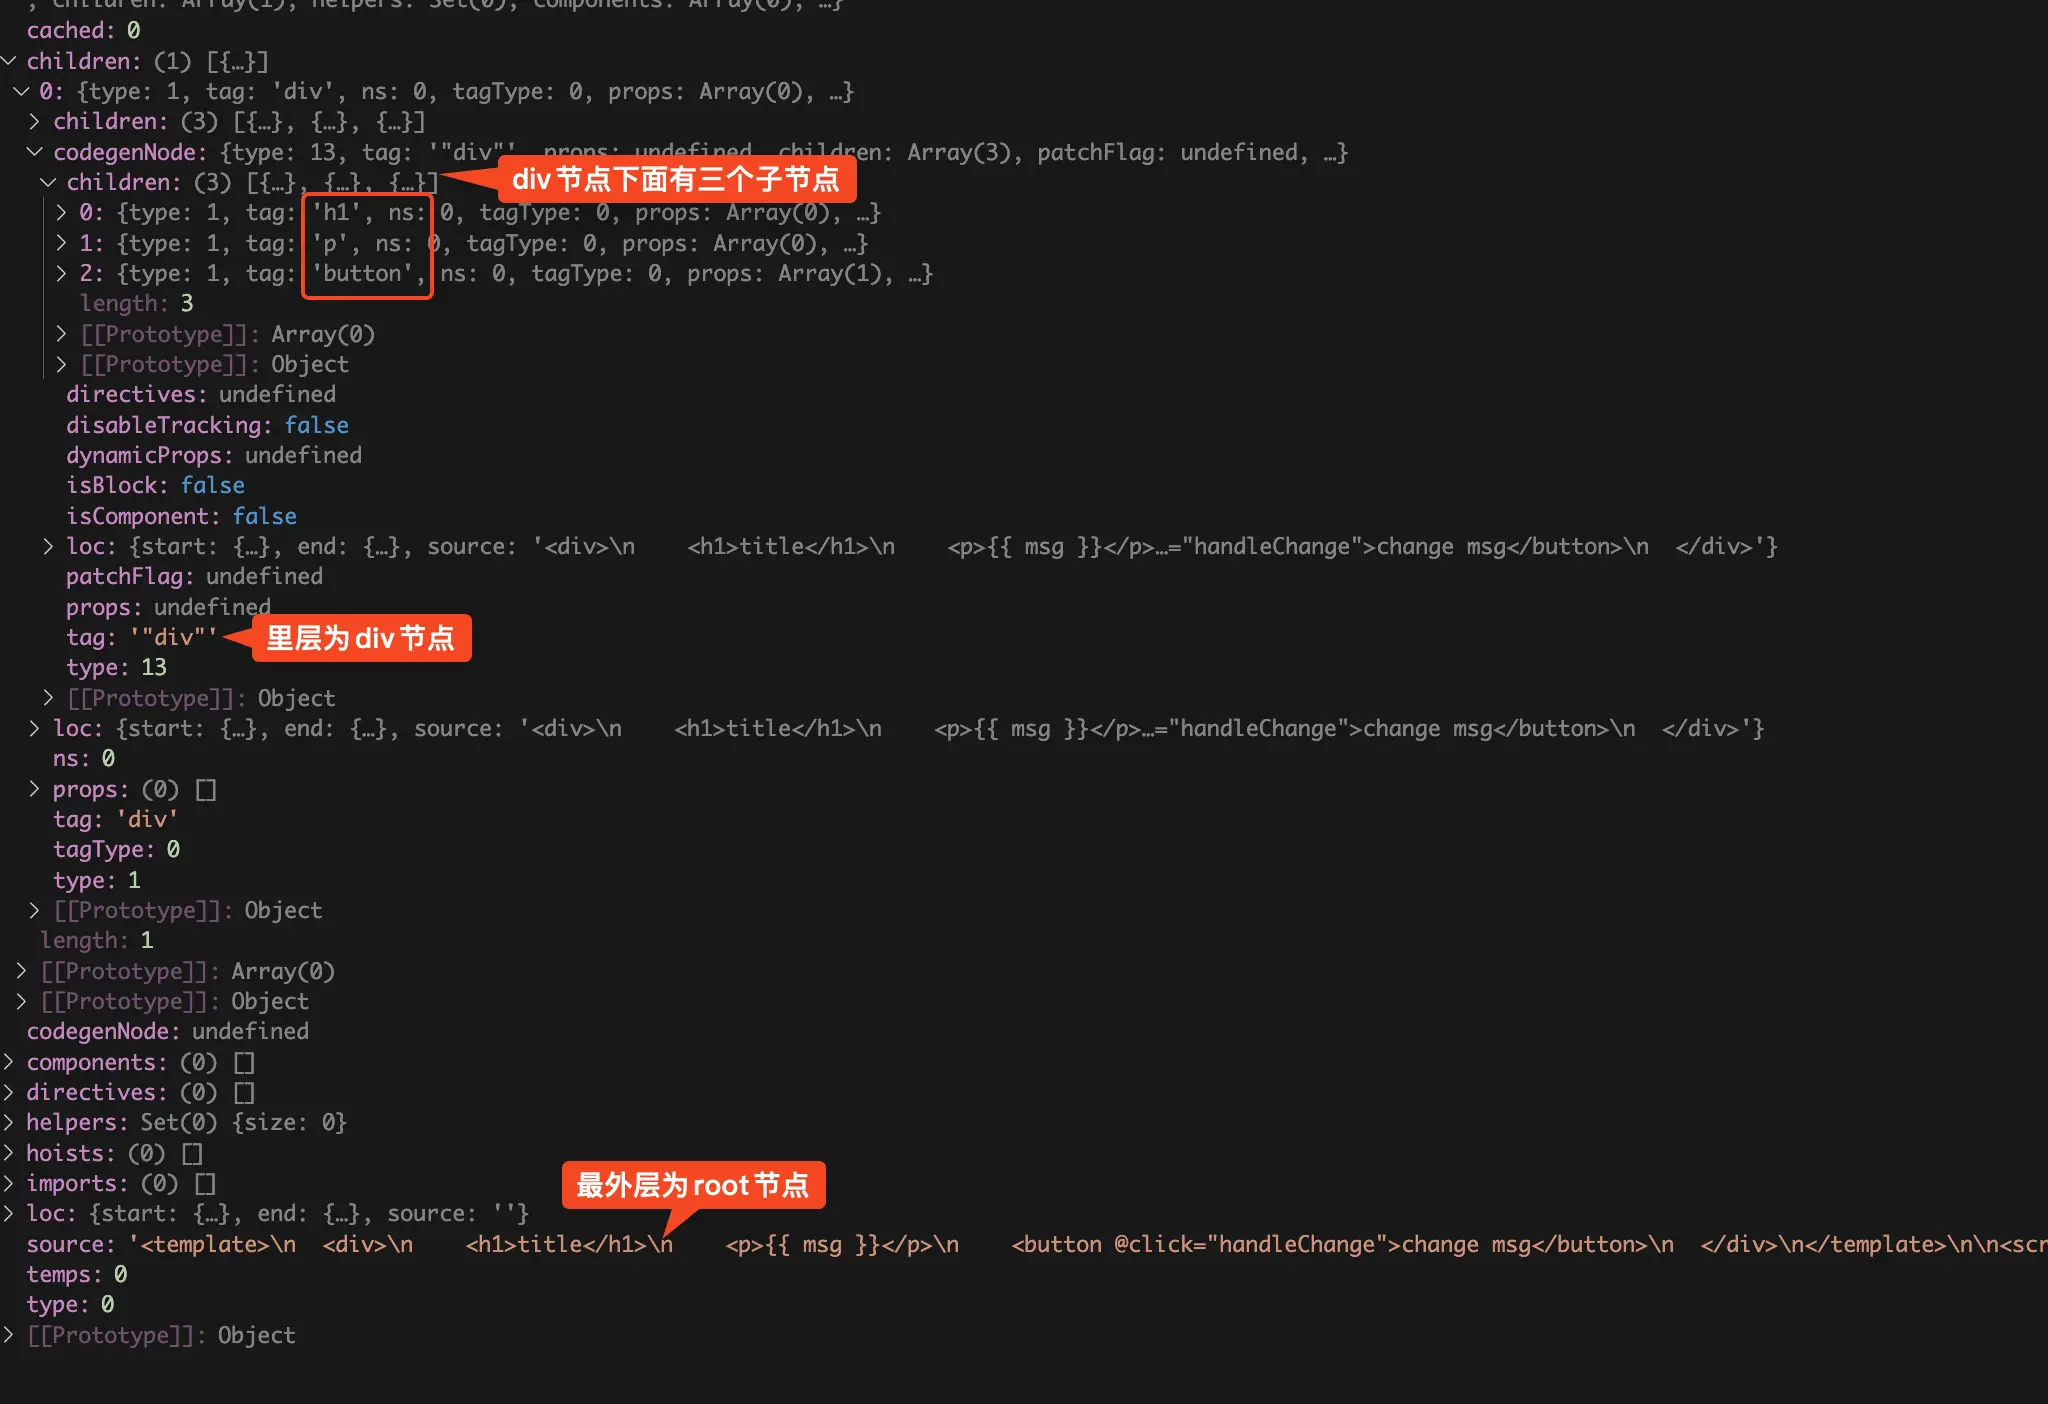 , children: Array(1), helpers: Set(0), components: Array(0), …}
cached: 0
children: (1) [{…}]
0: {type: 1, tag: 'div', ns: 0, tagType: 0, props: Array(0), …}
children: (3) [{…}, {…}, {…}]
codegenNode: {type: 13, tag: '"div"', props: undefined, children: Array(3), patchFlag: undefined, …}
children: (3) [{…}, {…}, {…}]
div节点下面有三个子节点
0: {type: 1, tag: 'h1', ns: 0, tagType: 0, props: Array(0), …}
1: {type: 1, tag: 'p', ns: 0, tagType: 0, props: Array(0), …}
2: {type: 1, tag: 'button', ns: 0, tagType: 0, props: Array(1), …}
length: 3
[[Prototype]]: Array(0)
[[Prototype]]: Object
directives: undefined
disableTracking: false
dynamicProps: undefined
isBlock: false
isComponent: false
loc: {start: {…}, end: {…}, source: '<div>\n    <h1>title</h1>\n    <p>{{ msg }}</p>…="handleChange">change msg</button>\n  </div>'}
patchFlag: undefined
props: undefined
tag: '"div"'
里层为div节点
type: 13
[[Prototype]]: Object
loc: {start: {…}, end: {…}, source: '<div>\n    <h1>title</h1>\n    <p>{{ msg }}</p>…="handleChange">change msg</button>\n  </div>'}
ns: 0
props: (0) []
tag: 'div'
tagType: 0
type: 1
[[Prototype]]: Object
length: 1
[[Prototype]]: Array(0)
[[Prototype]]: Object
codegenNode: undefined
components: (0) []
directives: (0) []
helpers: Set(0) {size: 0}
hoists: (0) []
imports: (0) []
最外层为root节点
loc: {start: {…}, end: {…}, source: ''}
source: '<template>\n  <div>\n    <h1>title</h1>\n    <p>{{ msg }}</p>\n    <button @click="handleChange">change msg</button>\n  </div>\n</template>\n\n<scr
temps: 0
type: 0
[[Prototype]]: Object